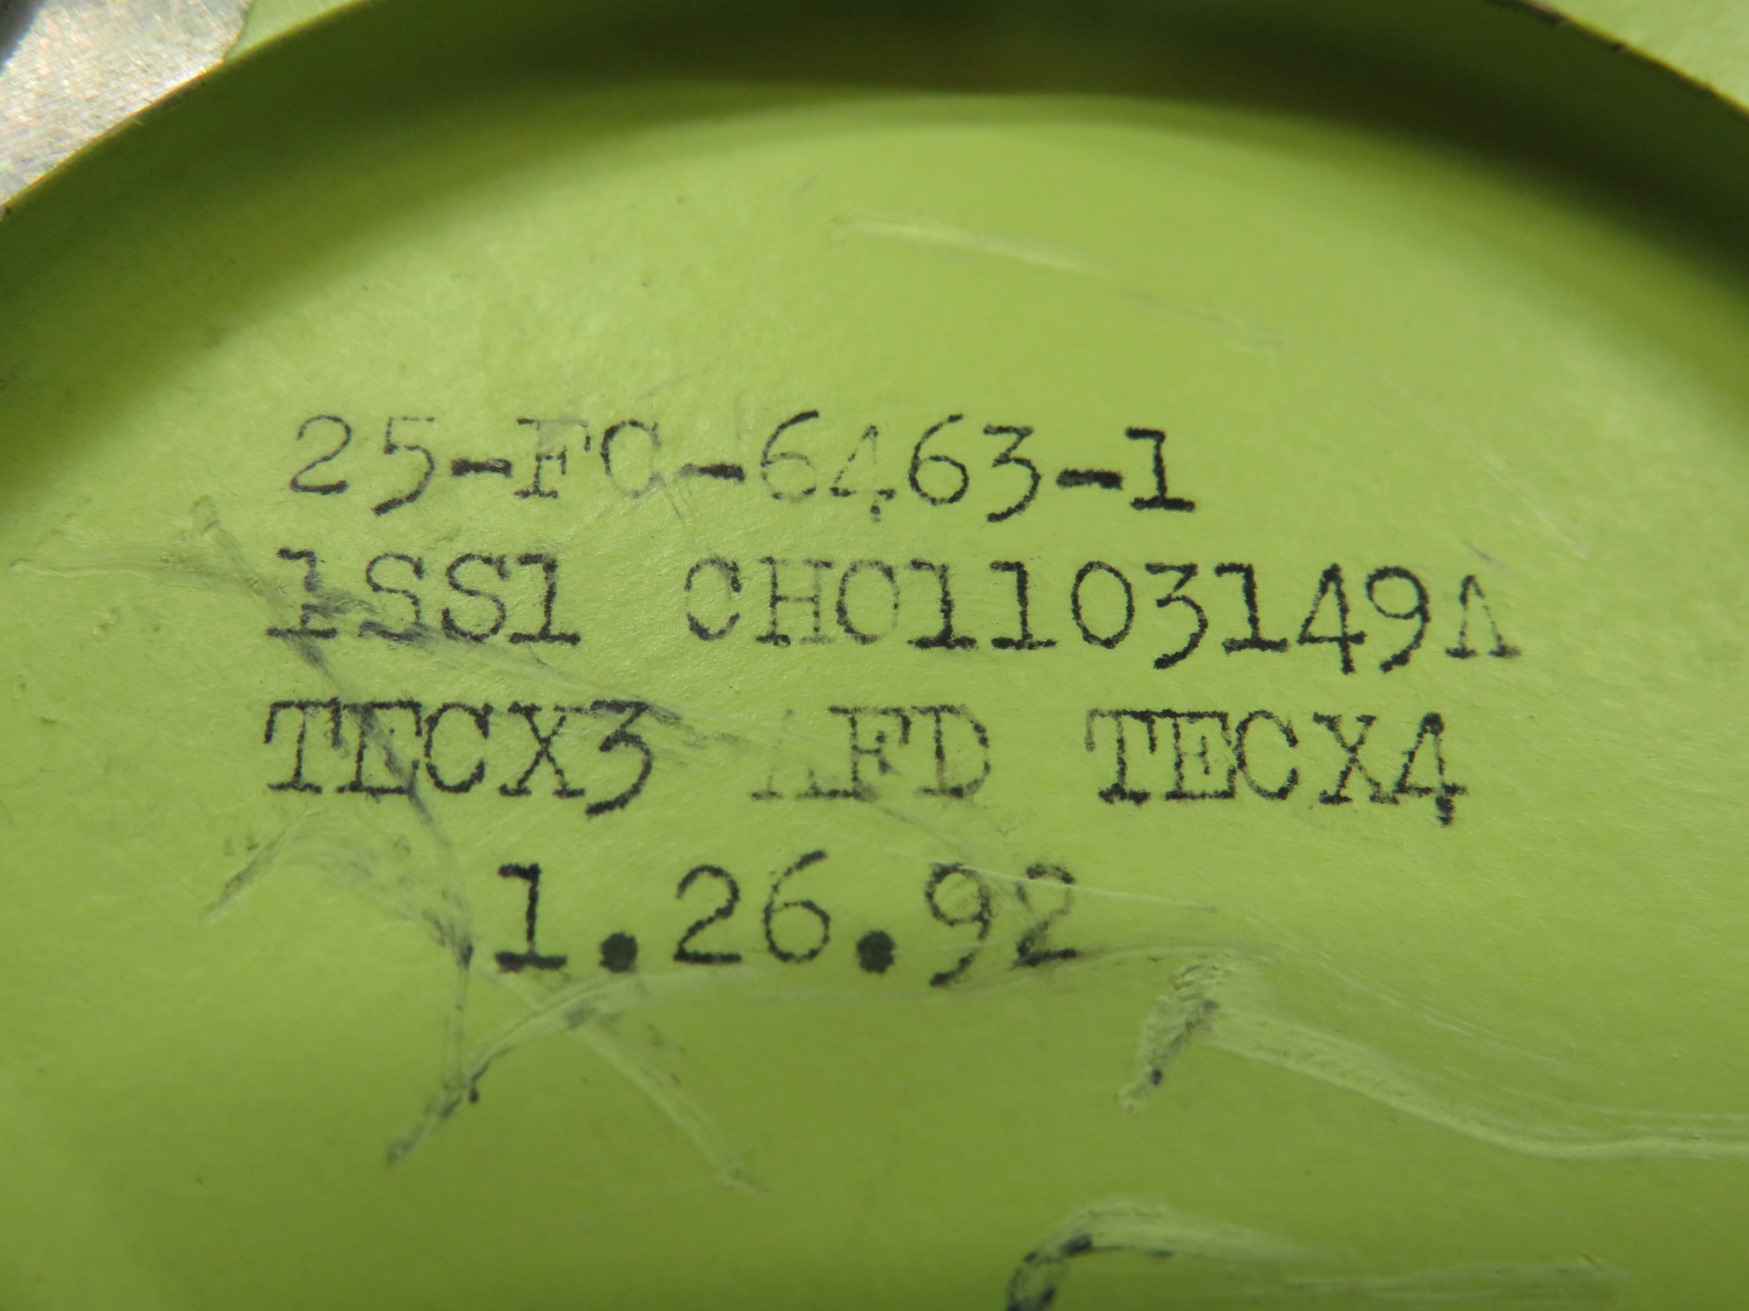 25-FC-6463-1
1SS1 CH01103149A
TECX3 AFD TECX4
1.26.92